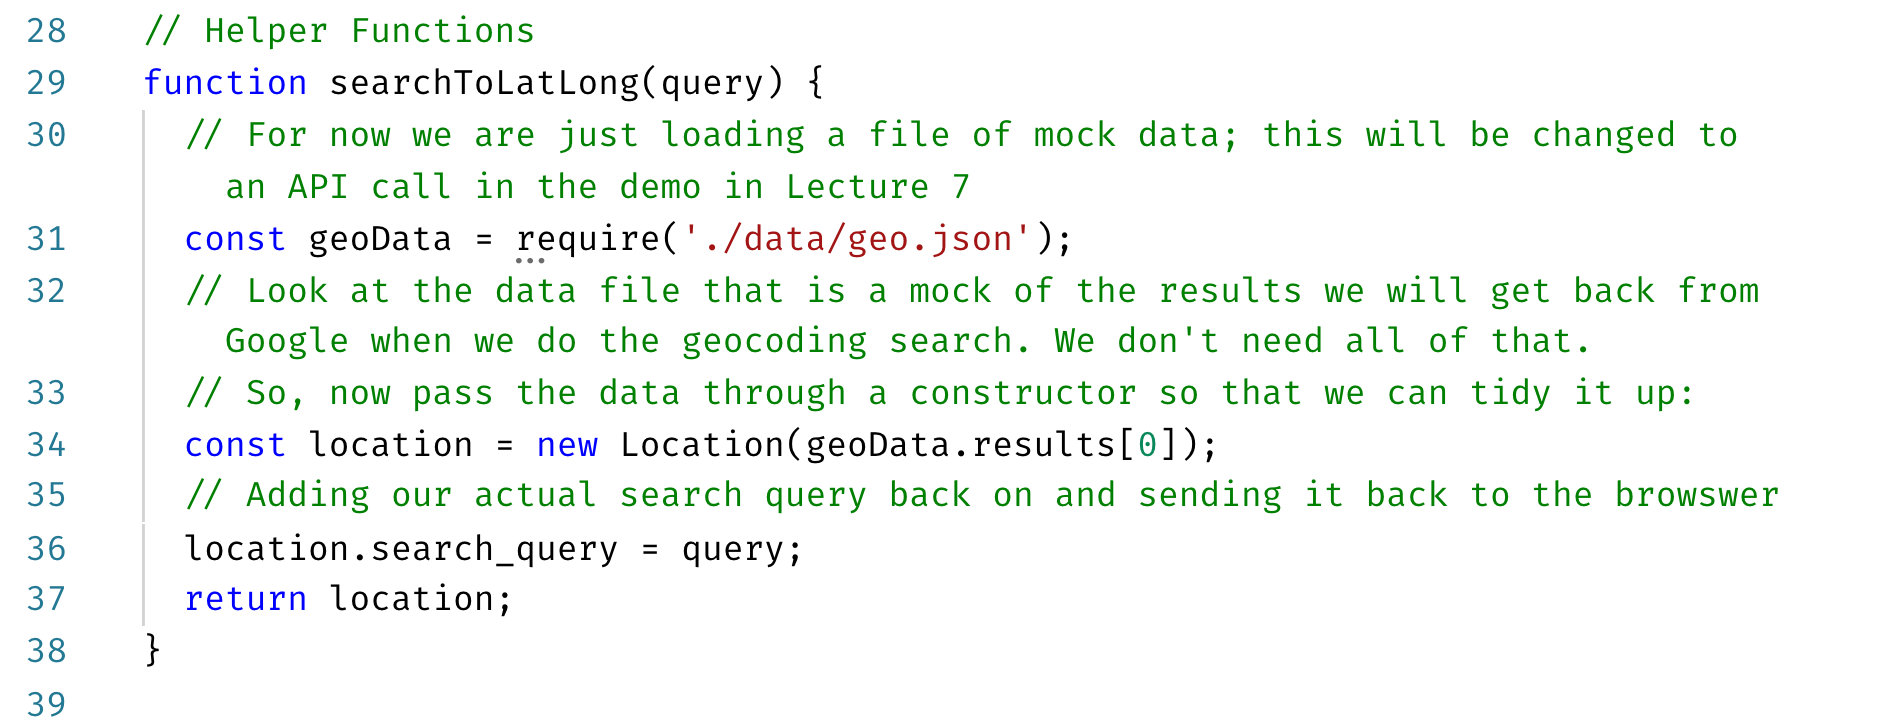 28 // Helper Functions
29 function searchToLatLong(query) {
30 // For now we are just loading a file of mock data; this will be changed to
an API call in the demo in Lecture 7
31 const geoData = require('./data/geo.json');
32 // Look at the data file that is a mock of the results we will get back from
Google when we do the geocoding search. We don't need all of that.
33 // So, now pass the data through a constructor so that we can tidy it up:
34 const location = new Location(geoData.results[0]);
35 // Adding our actual search query back on and sending it back to the browswer
36 location.search_query = query;
37 return location;
38 }
39